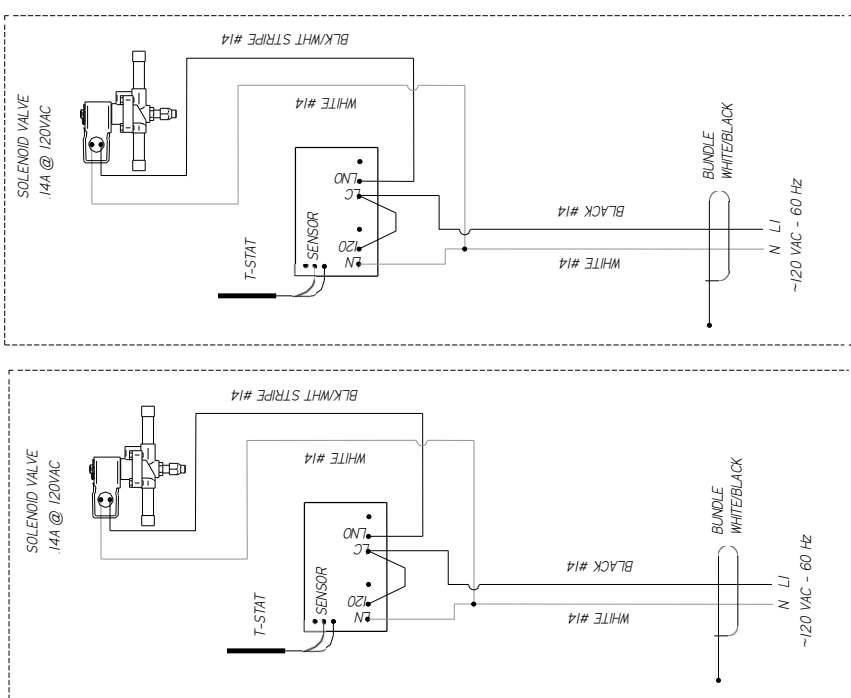 BLK/WHT STRIPE #14
SOLENOID VALVE
.14A @ 120VAC
WHITE #14
LNO
LC
120
LN
SENSOR
T-STAT
BLACK #14
WHITE #14
BUNDLE
WHITE/BLACK
L1
N
~120 VAC - 60 Hz
BLK/WHT STRIPE #14
SOLENOID VALVE
.14A @ 120VAC
WHITE #14
LNO
LC
120
LN
SENSOR
T-STAT
BLACK #14
WHITE #14
BUNDLE
WHITE/BLACK
L1
N
~120 VAC - 60 Hz